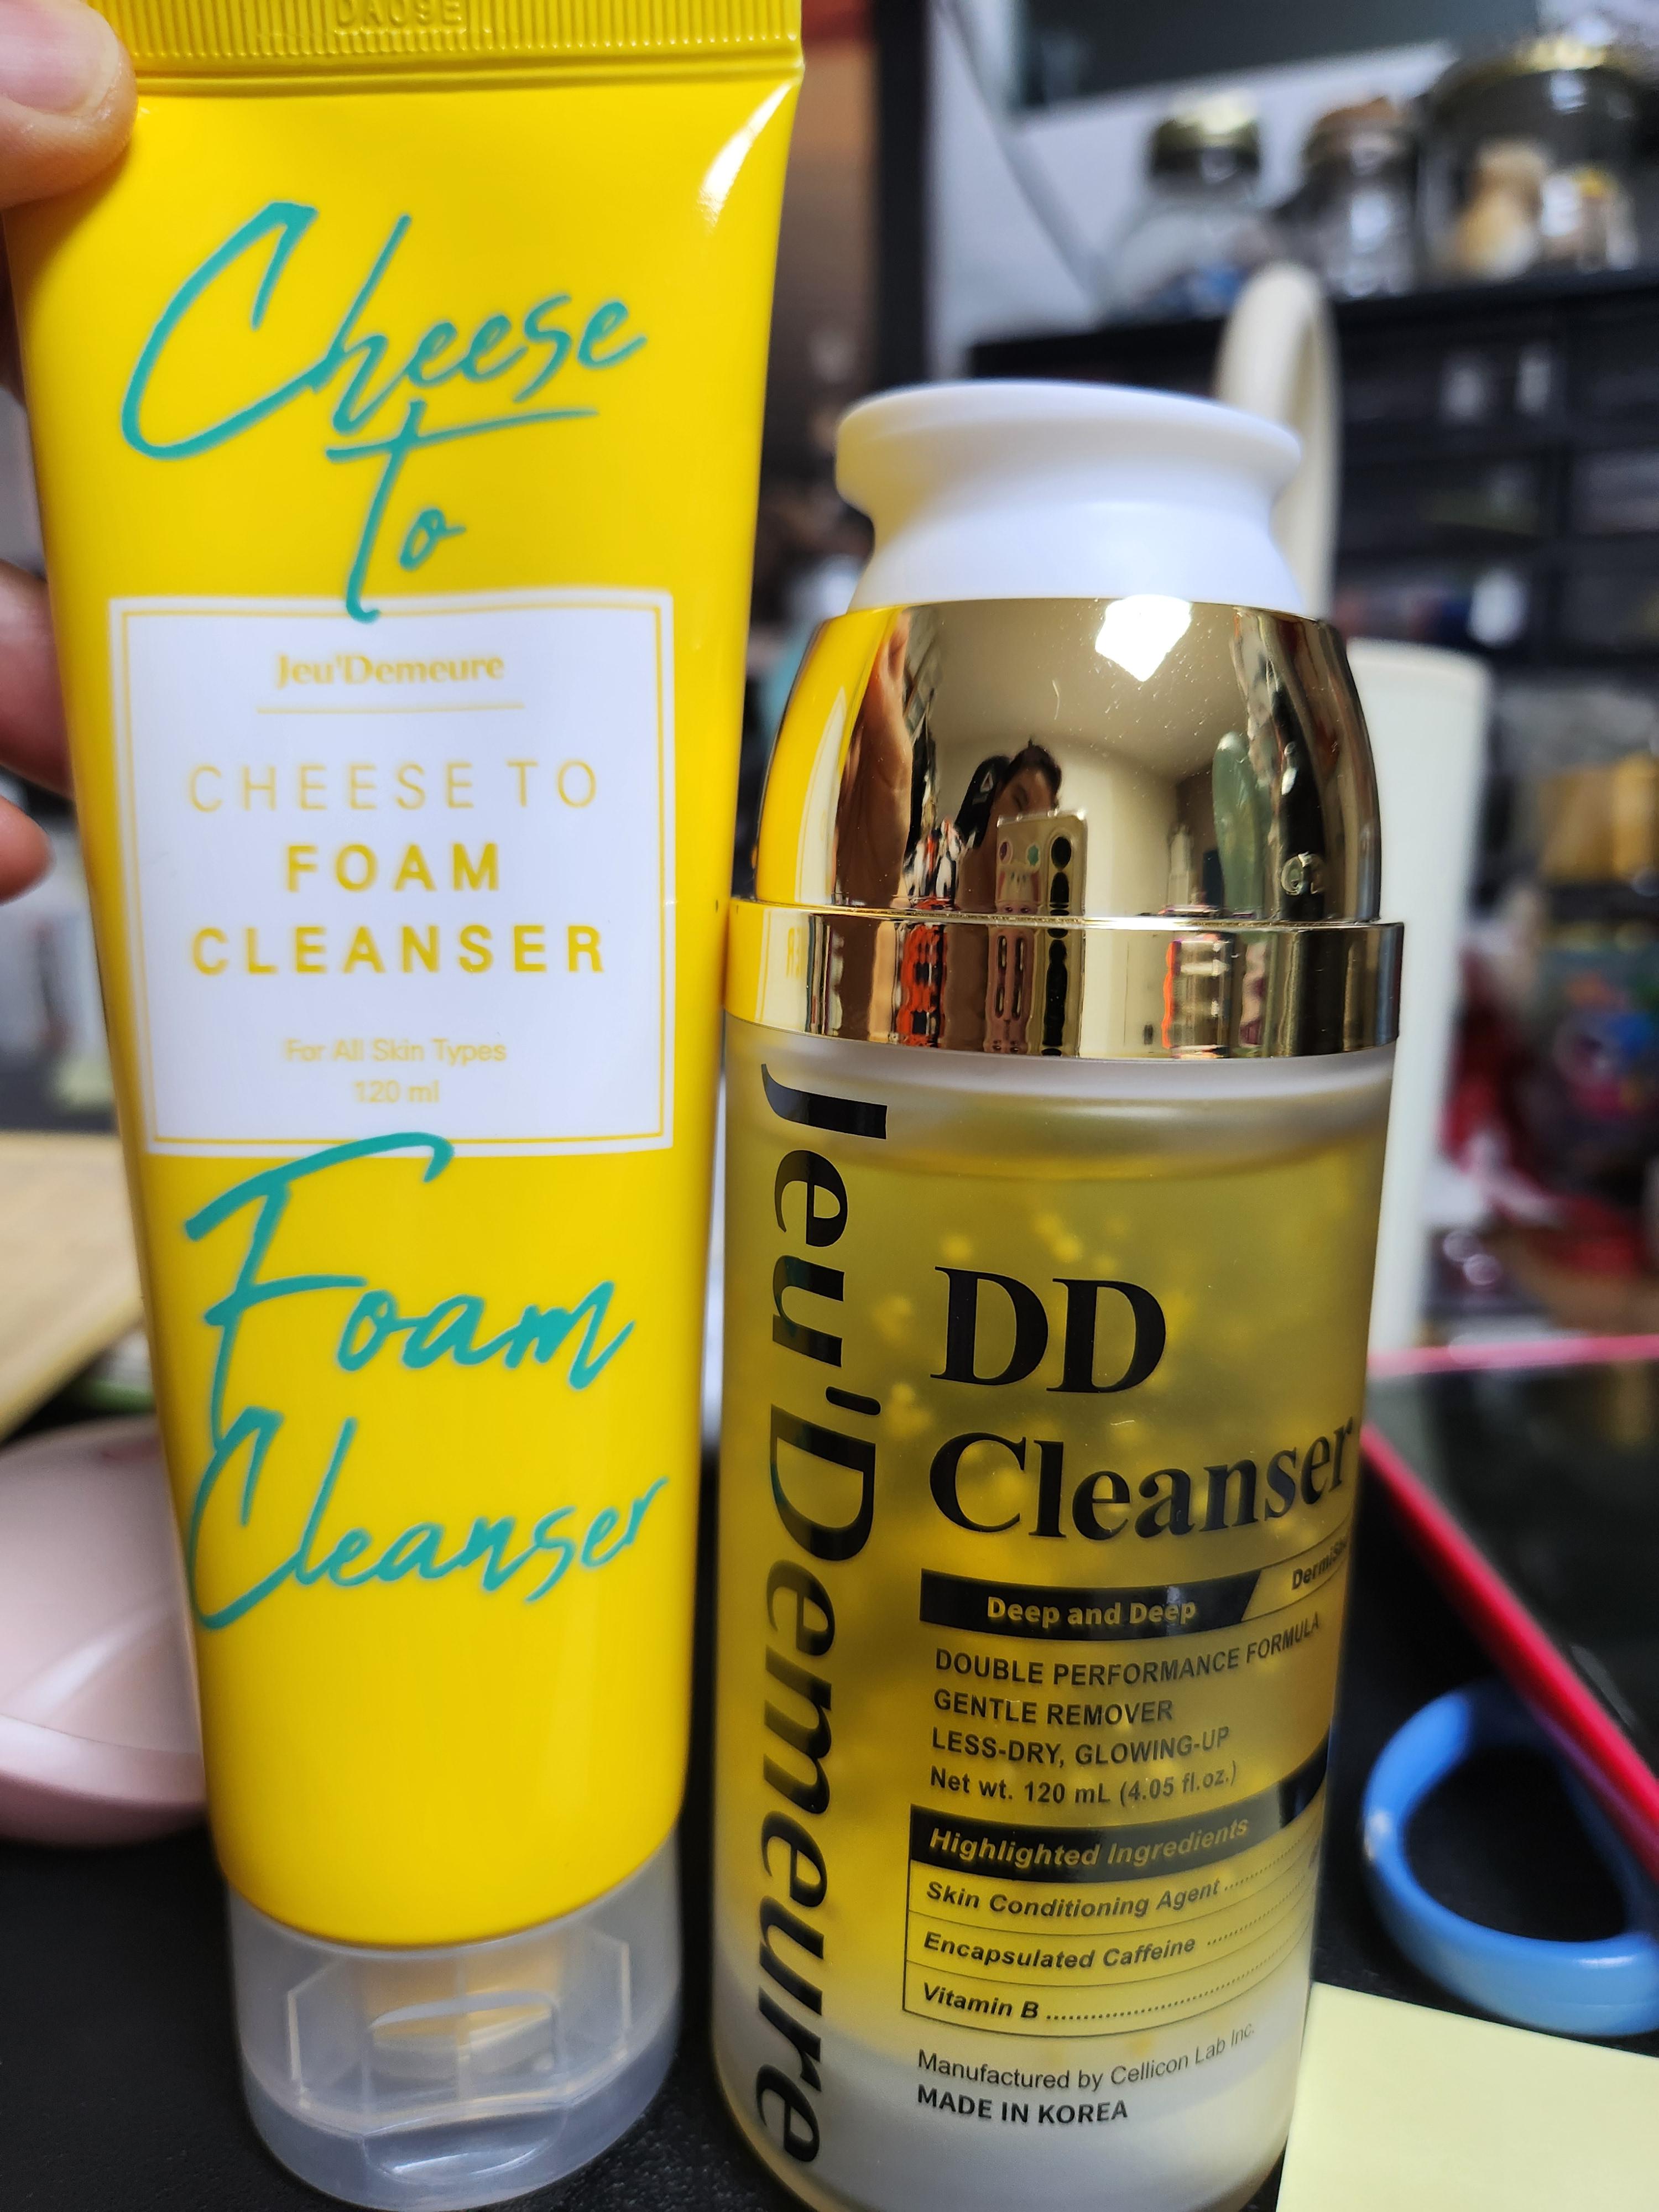 DA09E
Cheese
To
Jeu'Demeure
CHEESE TO
FOAM
CLEANSER
For All Skin Types
120 ml
Foam
Cleanser
Jeu'Demeure
DD
Cleanser
Deep and Deep
DOUBLE PERFORMANCE FORMULA
GENTLE REMOVER
LESS-DRY, GLOWING-UP
Net wt. 120 mL (4.05 fl.oz.)
Highlighted Ingredients
Skin Conditioning Agent
Encapsulated Caffeine
Vitamin B
Manufactured by Cellicon Lab Inc.
MADE IN KOREA